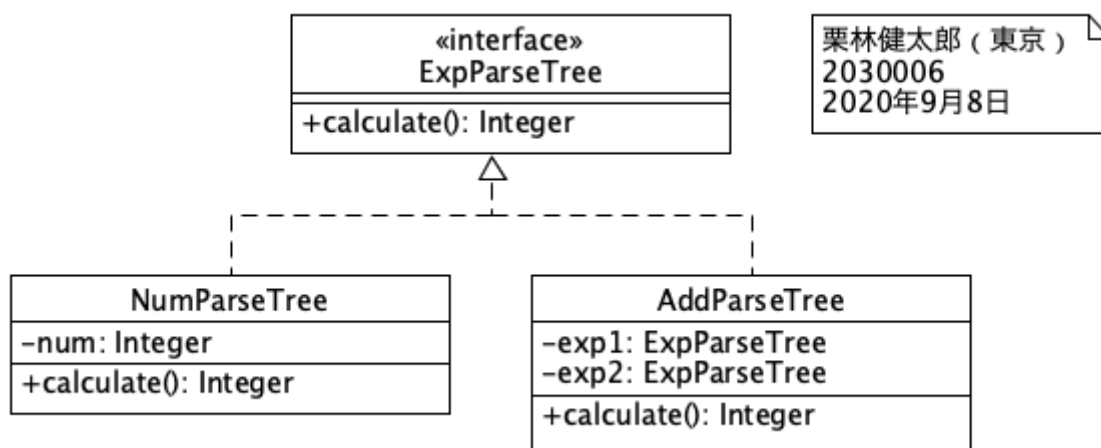 «interface»
ExpParseTree
+calculate(): Integer
栗林健太郎（東京）
2030006
2020年9月8日
NumParseTree
-num: Integer
+calculate(): Integer
AddParseTree
-exp1: ExpParseTree
-exp2: ExpParseTree
+calculate(): Integer